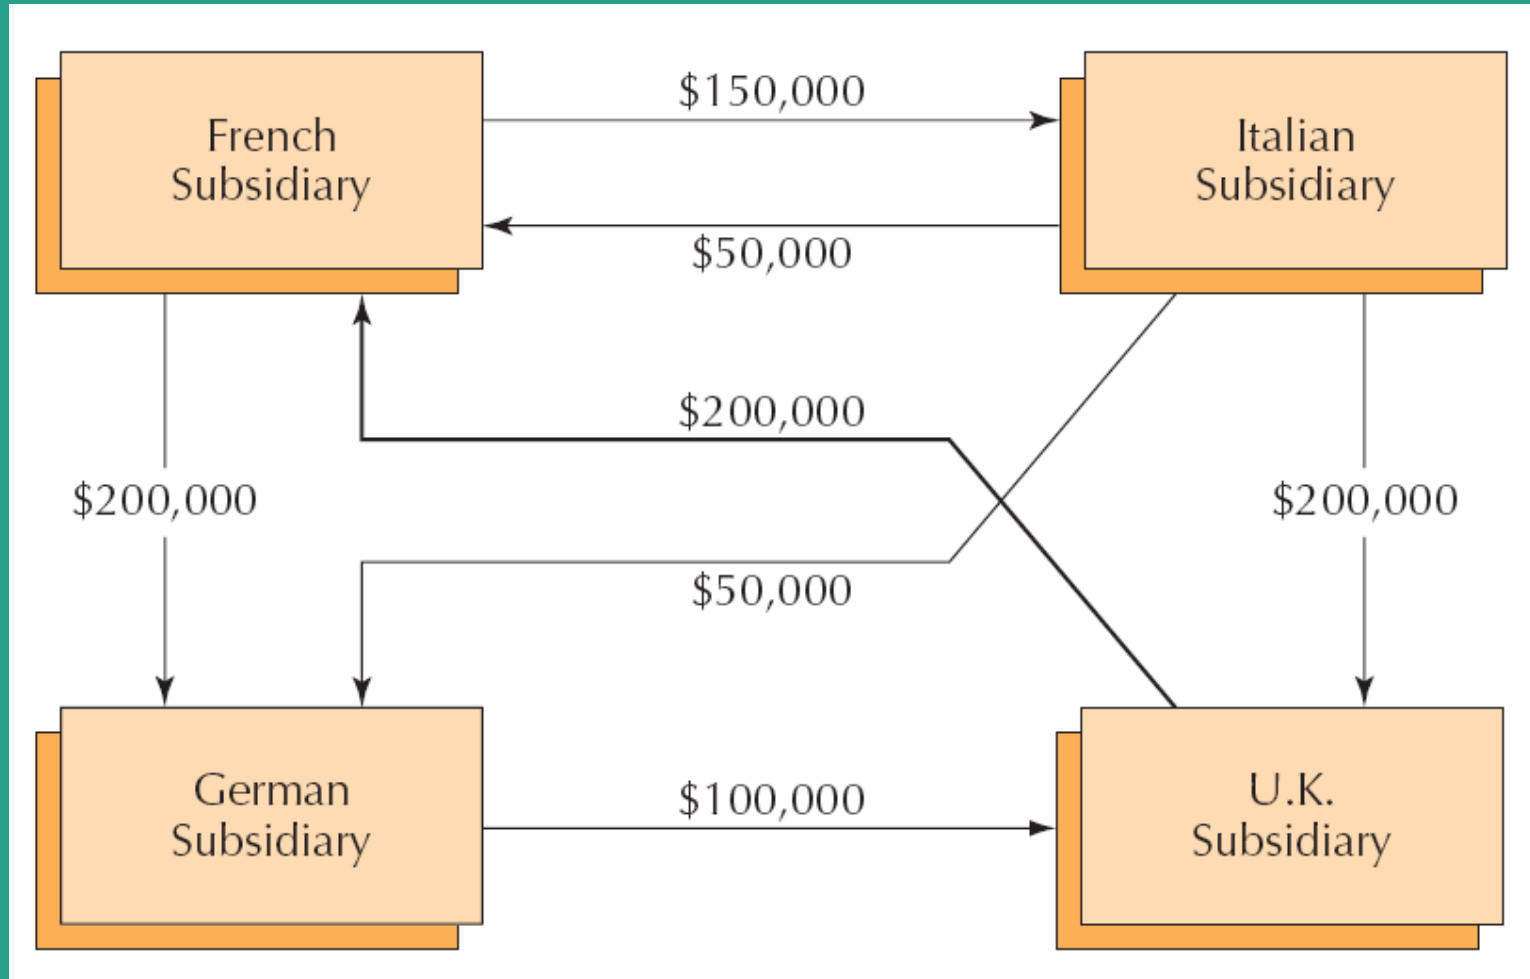 $150,000
French
Subsidiary
Italian
Subsidiary
$50,000
$200,000
$200,000
$200,000
$50,000
German
Subsidiary
$100,000
U.K.
Subsidiary